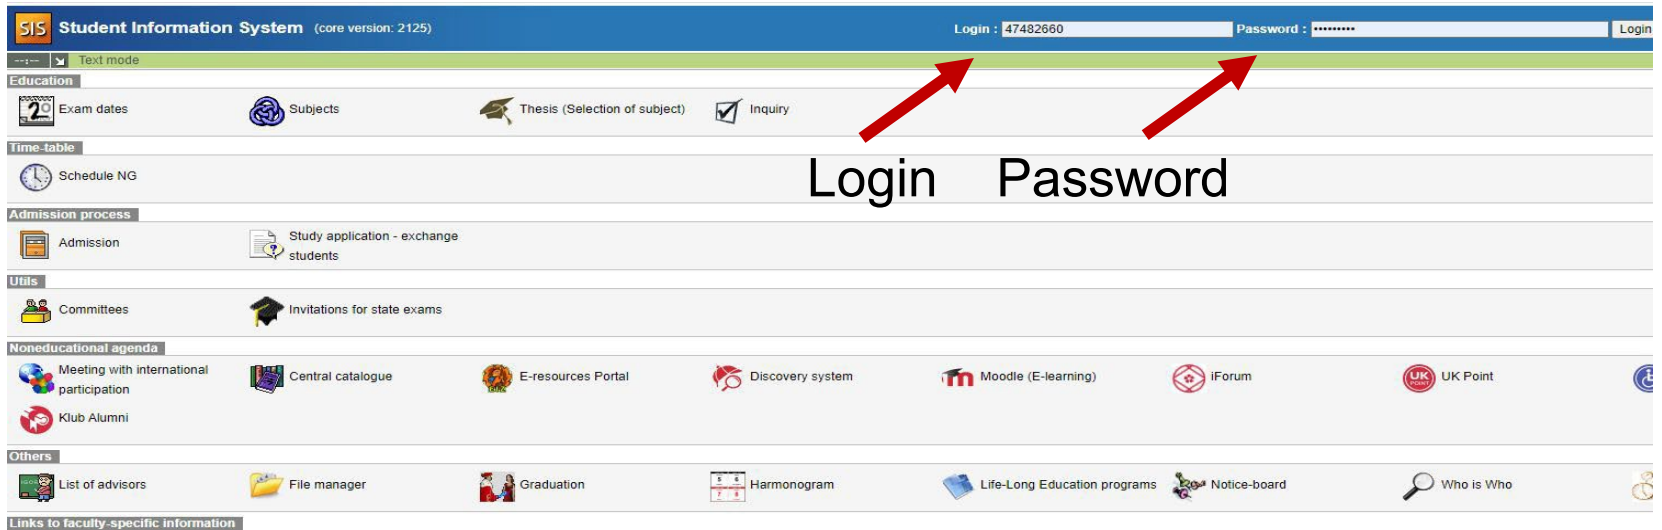 SIS Student Information System (core version: 2125) Login : 47482660 Password : ••••••••• Login
--:-- Text mode
Education
Exam dates Subjects Thesis (Selection of subject) Inquiry
Login Password
Time-table
Schedule NG
Admission process
Admission Study application - exchange
students
Utils
Committees Invitations for state exams
Noneducational agenda
Meeting with international
participation Central catalogue E-resources Portal Discovery system Moodle (E-learning) iForum UK POINT UK Point
Klub Alumni
Others
List of advisors File manager Graduation Harmonogram Life-Long Education programs Notice-board Who is Who
Links to faculty-specific information